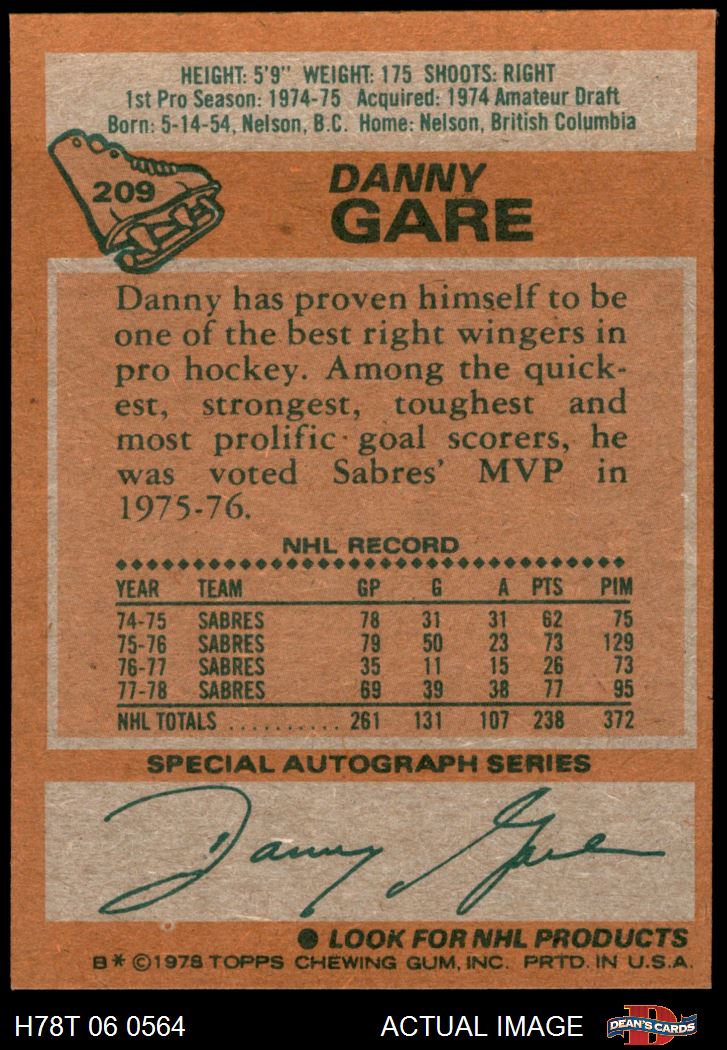 HEIGHT: 5'9" WEIGHT: 175 SHOOTS: RIGHT
1st Pro Season: 1974-75 Acquired: 1974 Amateur Draft
Born: 5-14-54, Nelson, B.C. Home: Nelson, British Columbia
209
DANNY
GARE
Danny has proven himself to be
one of the best right wingers in
pro hockey. Among the quick-
est, strongest, toughest and
most prolific goal scorers, he
was voted Sabres' MVP in
1975-76.
NHL RECORD
YEAR TEAM GP G A PTS PIM
74-75 SABRES 78 31 31 62 75
75-76 SABRES 79 50 23 73 129
76-77 SABRES 35 11 15 26 73
77-78 SABRES 69 39 38 77 95
NHL TOTALS .......... 261 131 107 238 372
SPECIAL AUTOGRAPH SERIES
Danny Gare
● LOOK FOR NHL PRODUCTS
B* ©1978 TOPPS CHEWING GUM, INC. PRTD. IN U.S.A.
H78T 06 0564 ACTUAL IMAGE DEAN'S CARDS